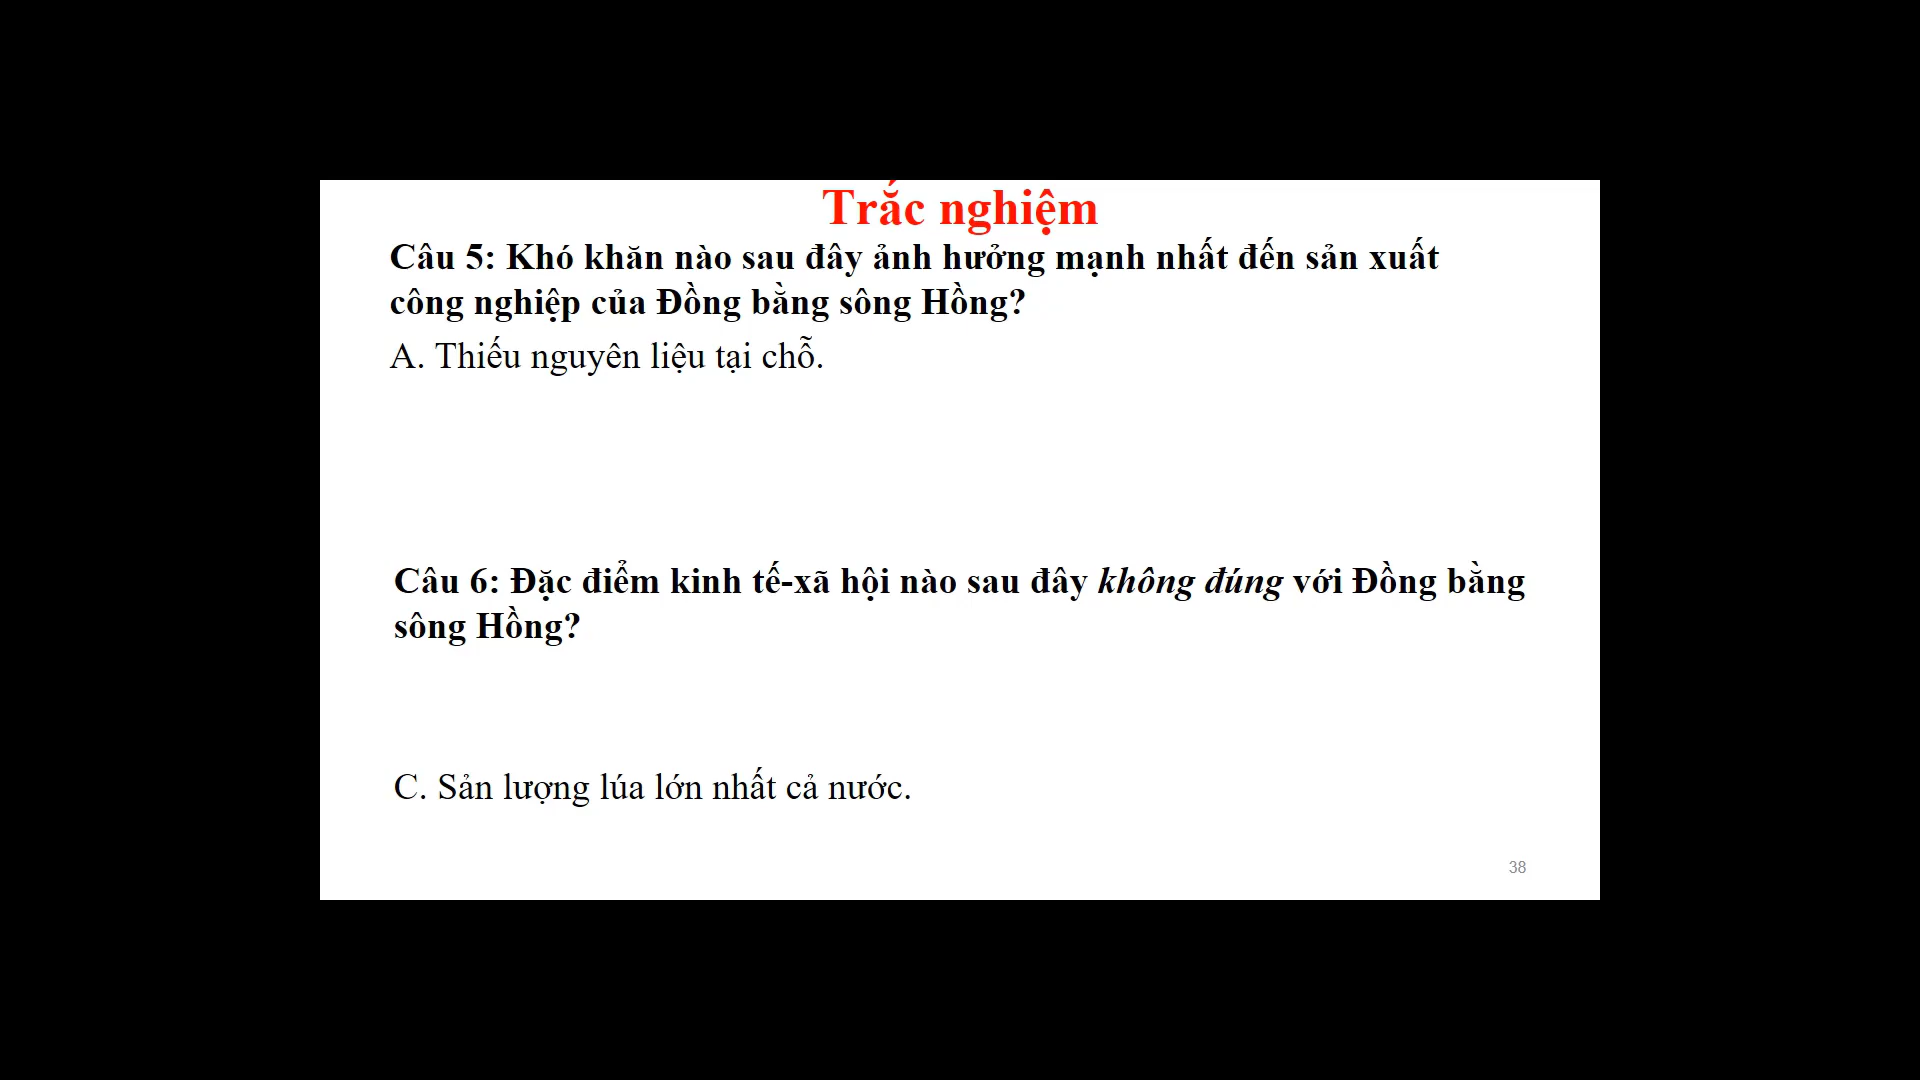 Trắc nghiệm
Câu 5: Khó khăn nào sau đây ảnh hưởng mạnh nhất đến sản xuất
công nghiệp của Đồng bằng sông Hồng?
A. Thiếu nguyên liệu tại chỗ.
Câu 6: Đặc điểm kinh tế-xã hội nào sau đây không đúng với Đồng bằng
sông Hồng?
C. Sản lượng lúa lớn nhất cả nước.
38